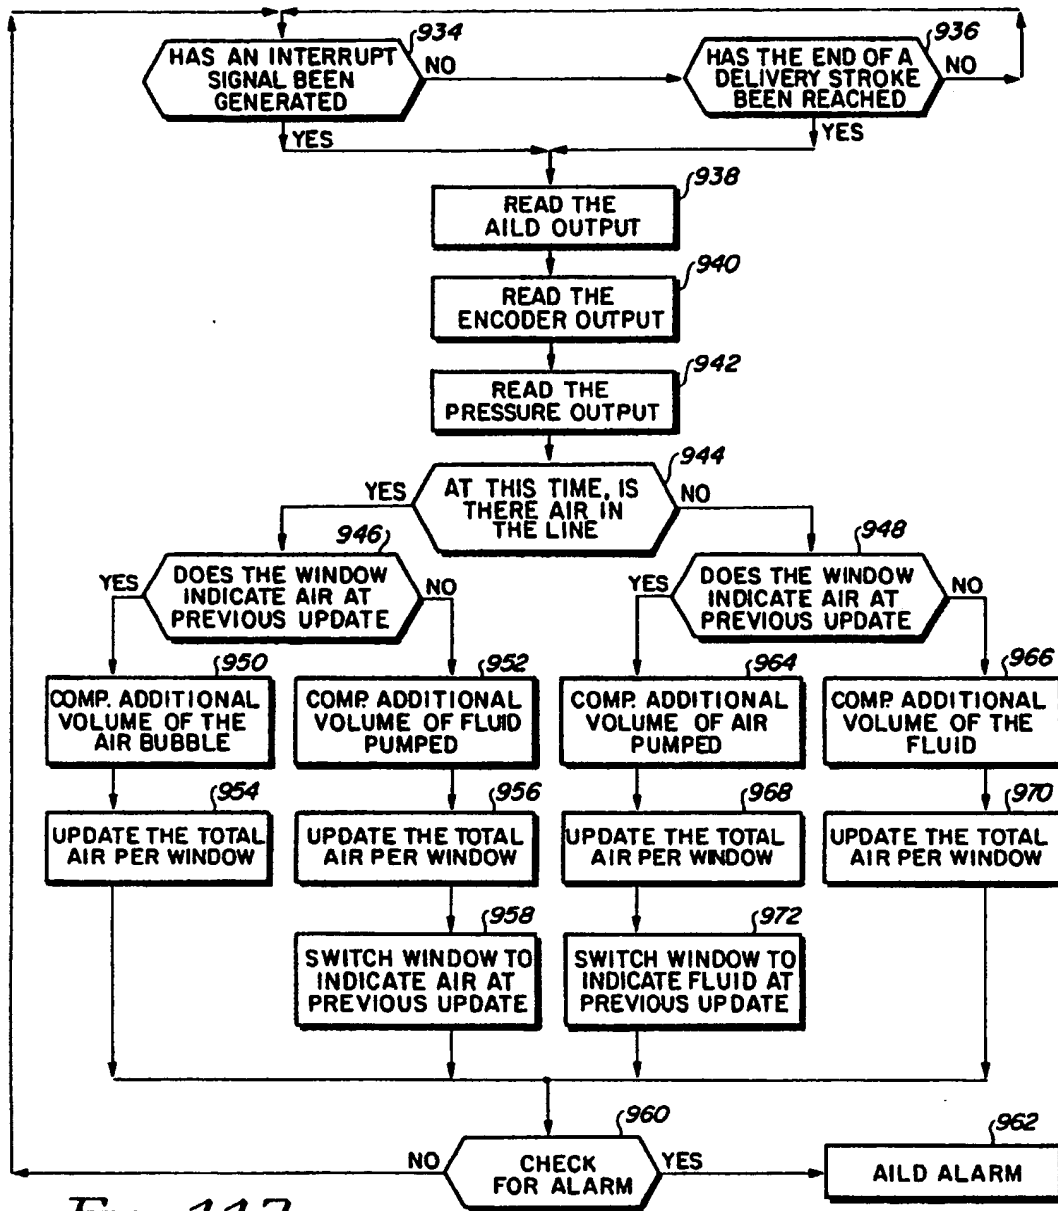 934
HAS AN INTERRUPT
SIGNAL BEEN
GENERATED
NO
YES
936
HAS THE END OF A
DELIVERY STROKE
BEEN REACHED
NO
YES
938
READ THE
AILD OUTPUT
940
READ THE
ENCODER OUTPUT
942
READ THE
PRESSURE OUTPUT
944
AT THIS TIME, IS
THERE AIR IN
THE LINE
YES
NO
946
DOES THE WINDOW
INDICATE AIR AT
PREVIOUS UPDATE
YES
NO
948
DOES THE WINDOW
INDICATE AIR AT
PREVIOUS UPDATE
YES
NO
950
COMP. ADDITIONAL
VOLUME OF THE
AIR BUBBLE
952
COMP. ADDITIONAL
VOLUME OF FLUID
PUMPED
964
COMP. ADDITIONAL
VOLUME OF AIR
PUMPED
966
COMP. ADDITIONAL
VOLUME OF THE
FLUID
954
UPDATE THE TOTAL
AIR PER WINDOW
956
UPDATE THE TOTAL
AIR PER WINDOW
968
UPDATE THE TOTAL
AIR PER WINDOW
970
UPDATE THE TOTAL
AIR PER WINDOW
958
SWITCH WINDOW TO
INDICATE AIR AT
PREVIOUS UPDATE
972
SWITCH WINDOW TO
INDICATE FLUID AT
PREVIOUS UPDATE
960
CHECK
FOR ALARM
NO
YES
962
AILD ALARM